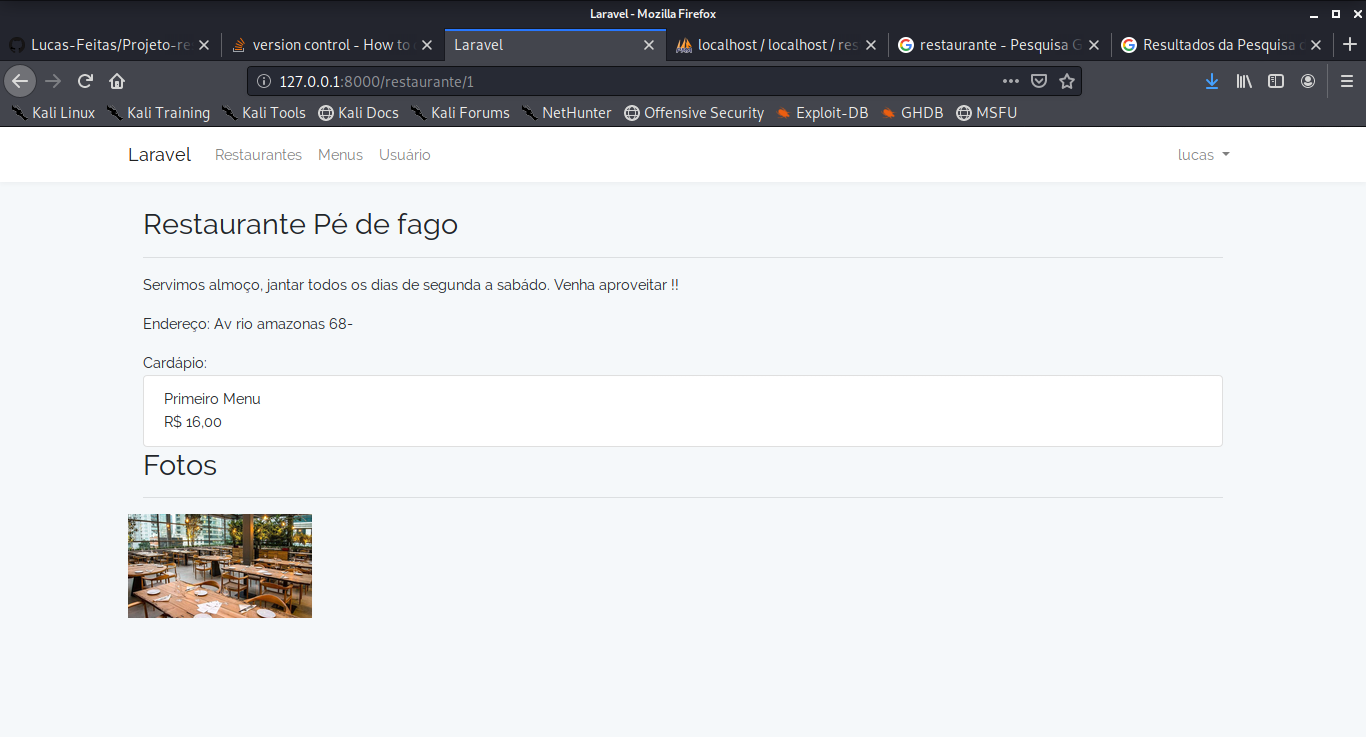 Laravel - Mozilla Firefox
Lucas-Feitas/Projeto-re
version control - How to
Laravel
localhost / localhost / res
restaurante - Pesquisa G
Resultados da Pesquisa
127.0.0.1:8000/restaurante/1
Kali Linux
Kali Training
Kali Tools
Kali Docs
Kali Forums
NetHunter
Offensive Security
Exploit-DB
GHDB
MSFU
Laravel
Restaurantes
Menus
Usuário
lucas
Restaurante Pé de fago
Servimos almoço, jantar todos os dias de segunda a sabádo. Venha aproveitar !!
Endereço: Av rio amazonas 68-
Cardápio:
Primeiro Menu
R$ 16,00
Fotos